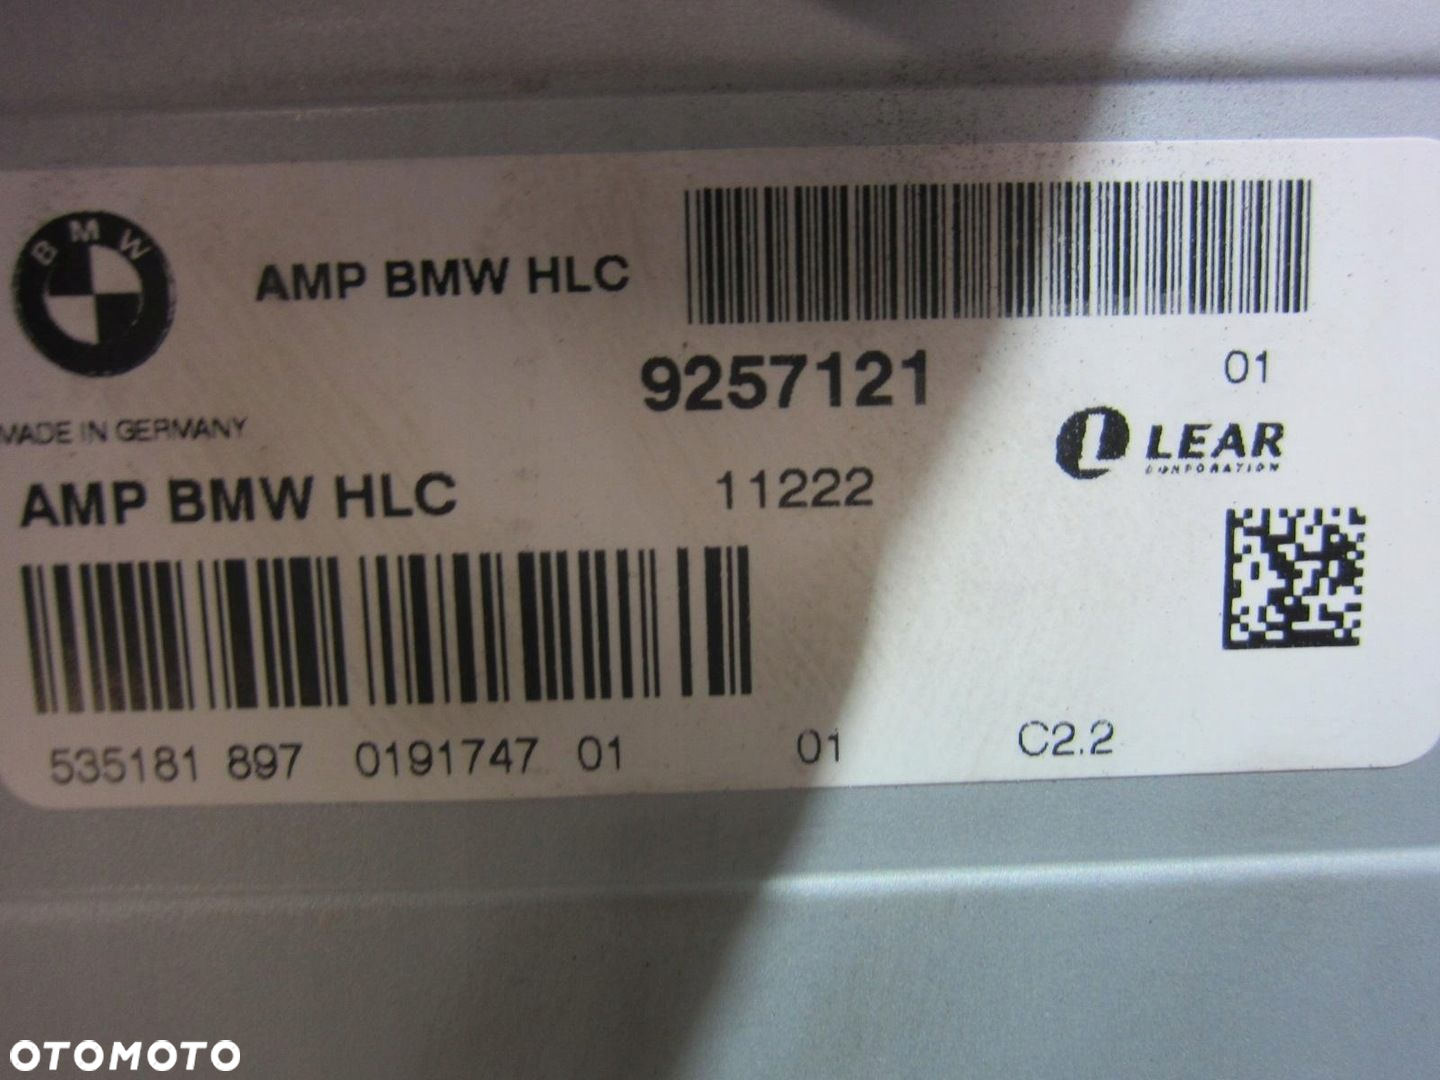 BMW
AMP BMW HLC
9257121 01
MADE IN GERMANY
LEAR
CORPORATION
AMP BMW HLC 11222
535181 897 0191747 01 01 C2.2
OTOMOTO